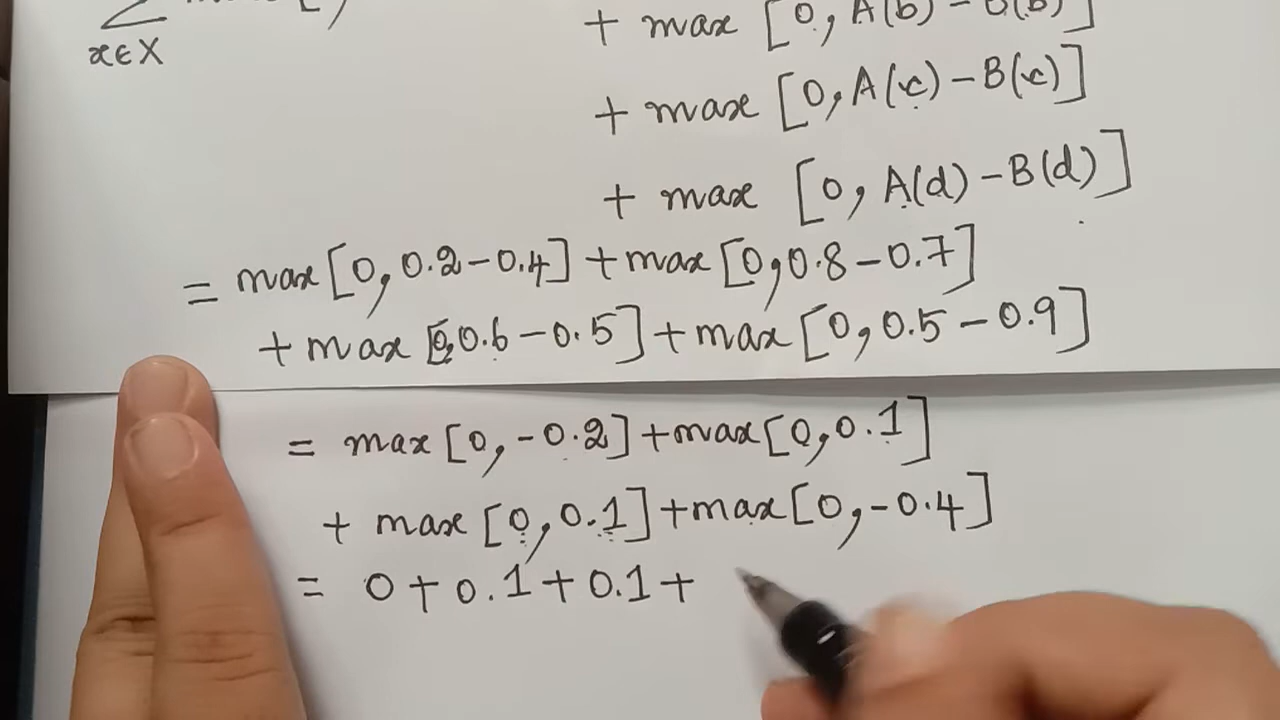 ∑
x∈X
+ max [0, A(b) - B(b)]
+ max [0, A(c) - B(c)]
+ max [0, A(d) - B(d)]
= max [0, 0.2 - 0.4] + max [0, 0.8 - 0.7]
+ max [0, 0.6 - 0.5] + max [0, 0.5 - 0.9]
= max [0, -0.2] + max [0, 0.1]
+ max [0, 0.1] + max [0, -0.4]
= 0 + 0.1 + 0.1 +